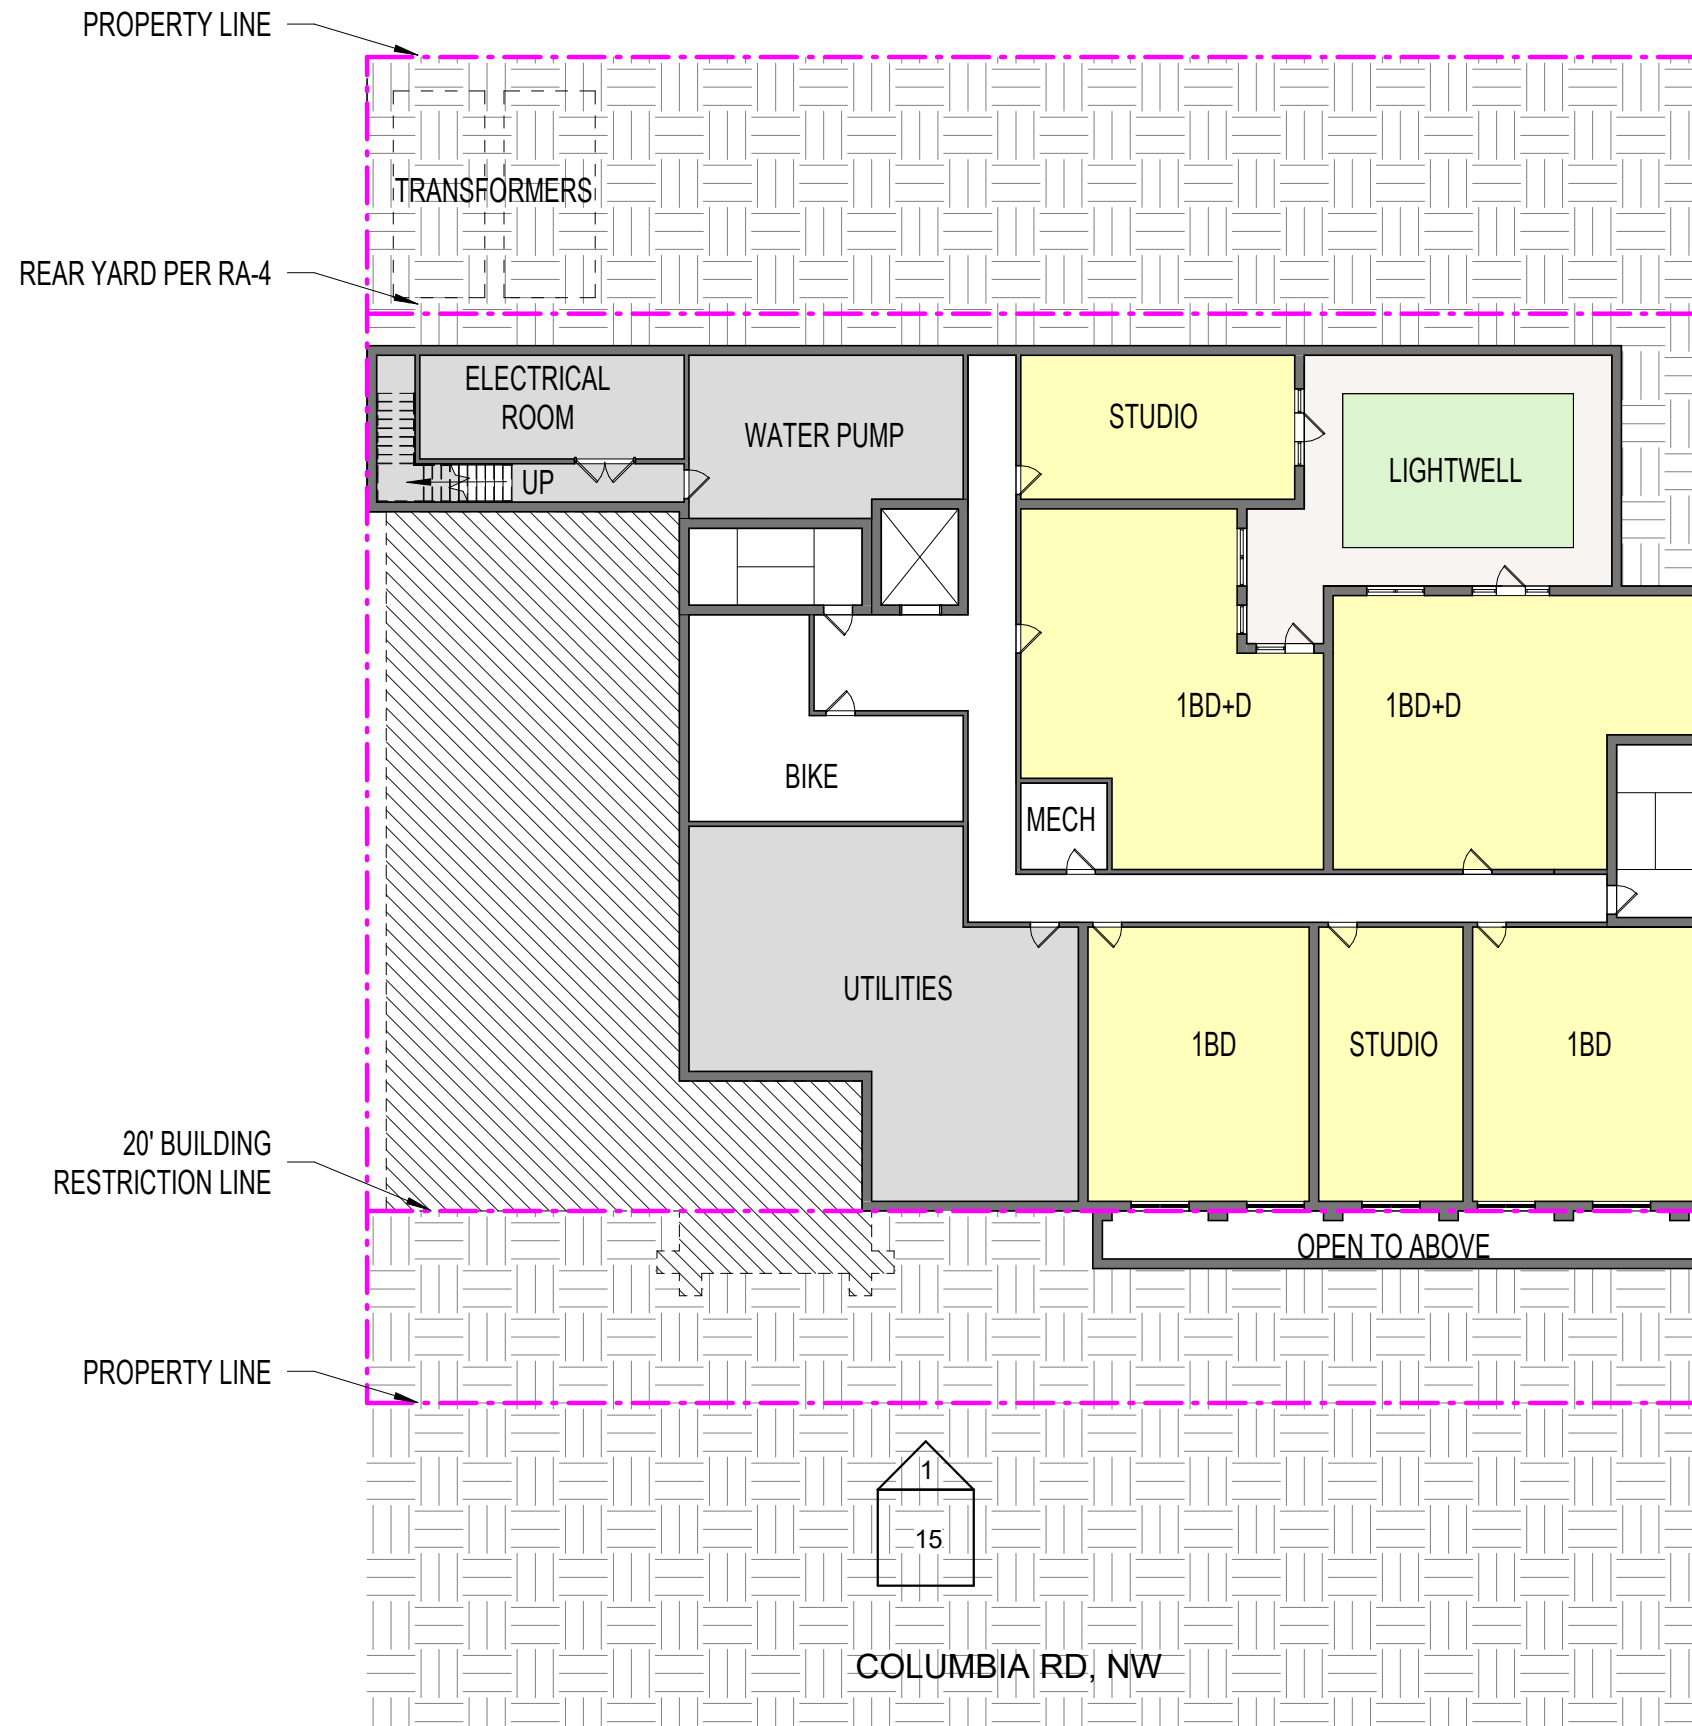 PROPERTY LINE
TRANSFORMERS
REAR YARD PER RA-4
ELECTRICAL
ROOM
WATER PUMP
STUDIO
LIGHTWELL
UP
1BD+D
1BD+D
BIKE
MECH
UTILITIES
1BD
STUDIO
1BD
20' BUILDING
RESTRICTION LINE
OPEN TO ABOVE
PROPERTY LINE
1
15
COLUMBIA RD, NW